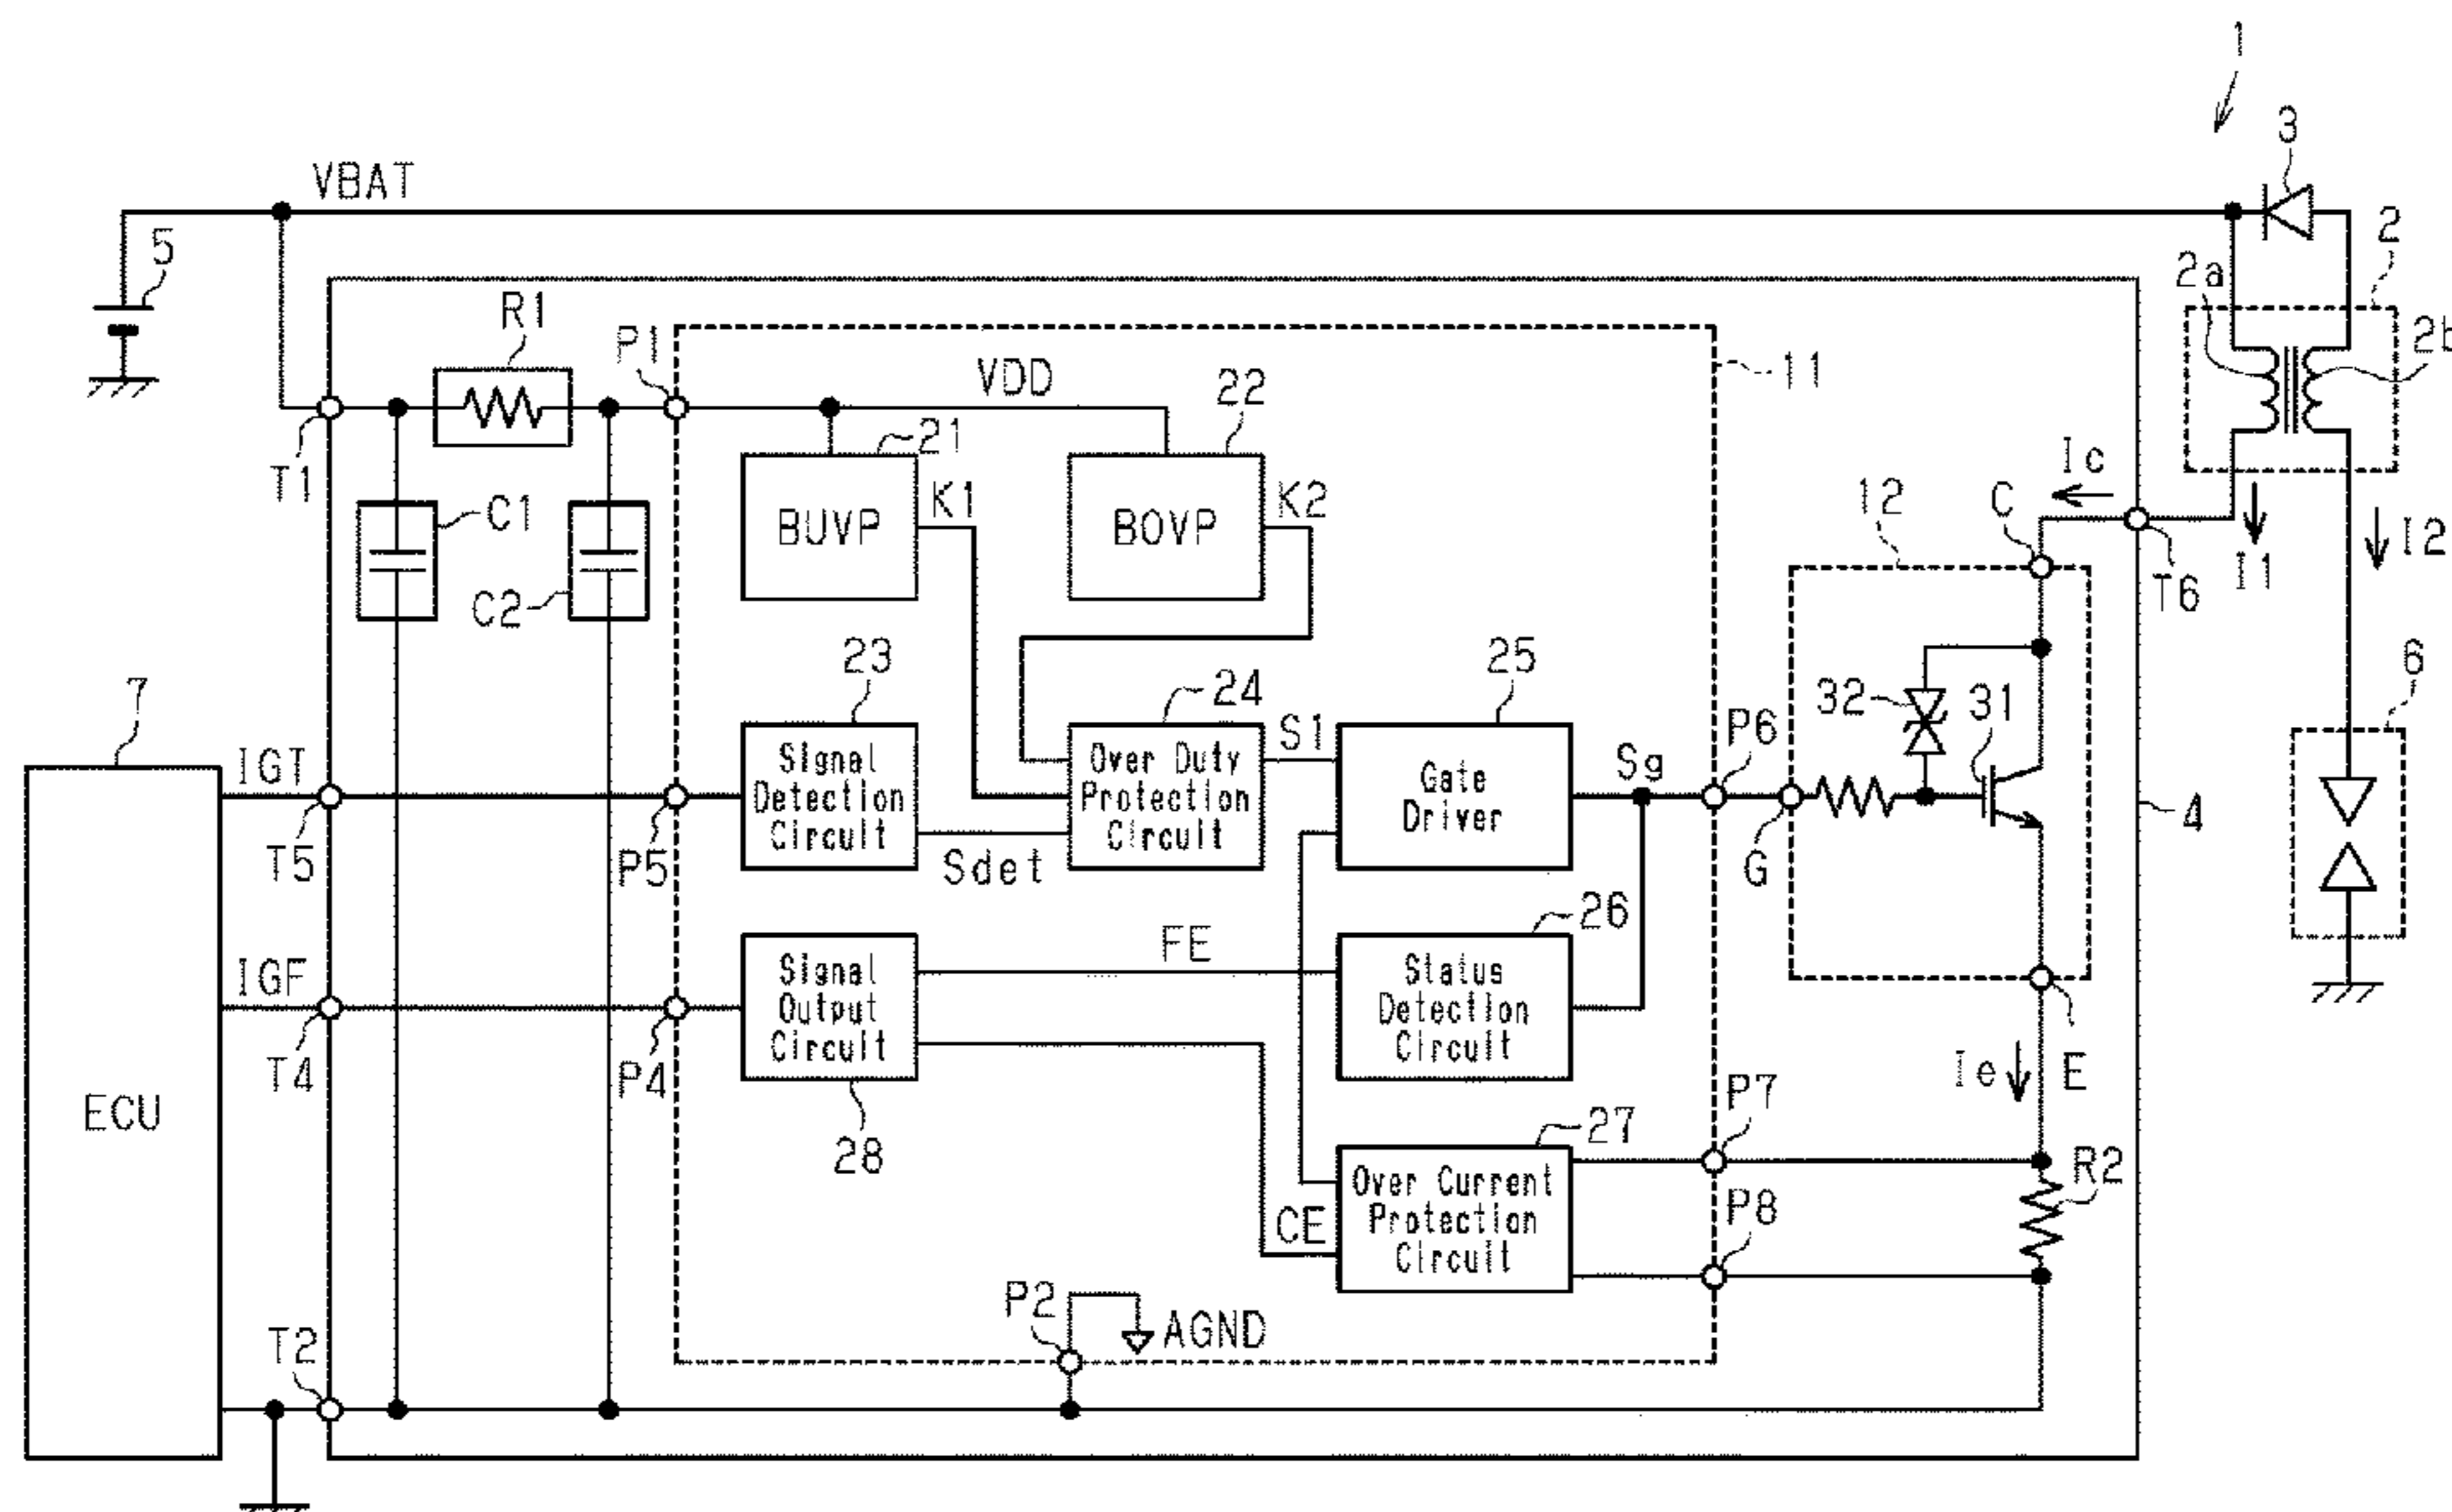 1
3
VBAT
2
5
2a
R1
2b
P1
VDD
11
22
21
T1
Ic
K1
K2
12
C
C1
BUVP
BOVP
I2
I1
T6
C2
23
25
6
7
24
32
31
P6
S1
IGT
Sg
Signal
Detection
Circuit
Over Duty
Protection
Circuit
Gate
Driver
4
T5
P5
Sdet
G
26
FE
IGF
Signal
Output
Circuit
Status
Detection
Circuit
T4
P4
Ie
E
P7
ECU
28
27
R2
Over Current
Protection
Circuit
P8
CE
P2
AGND
T2